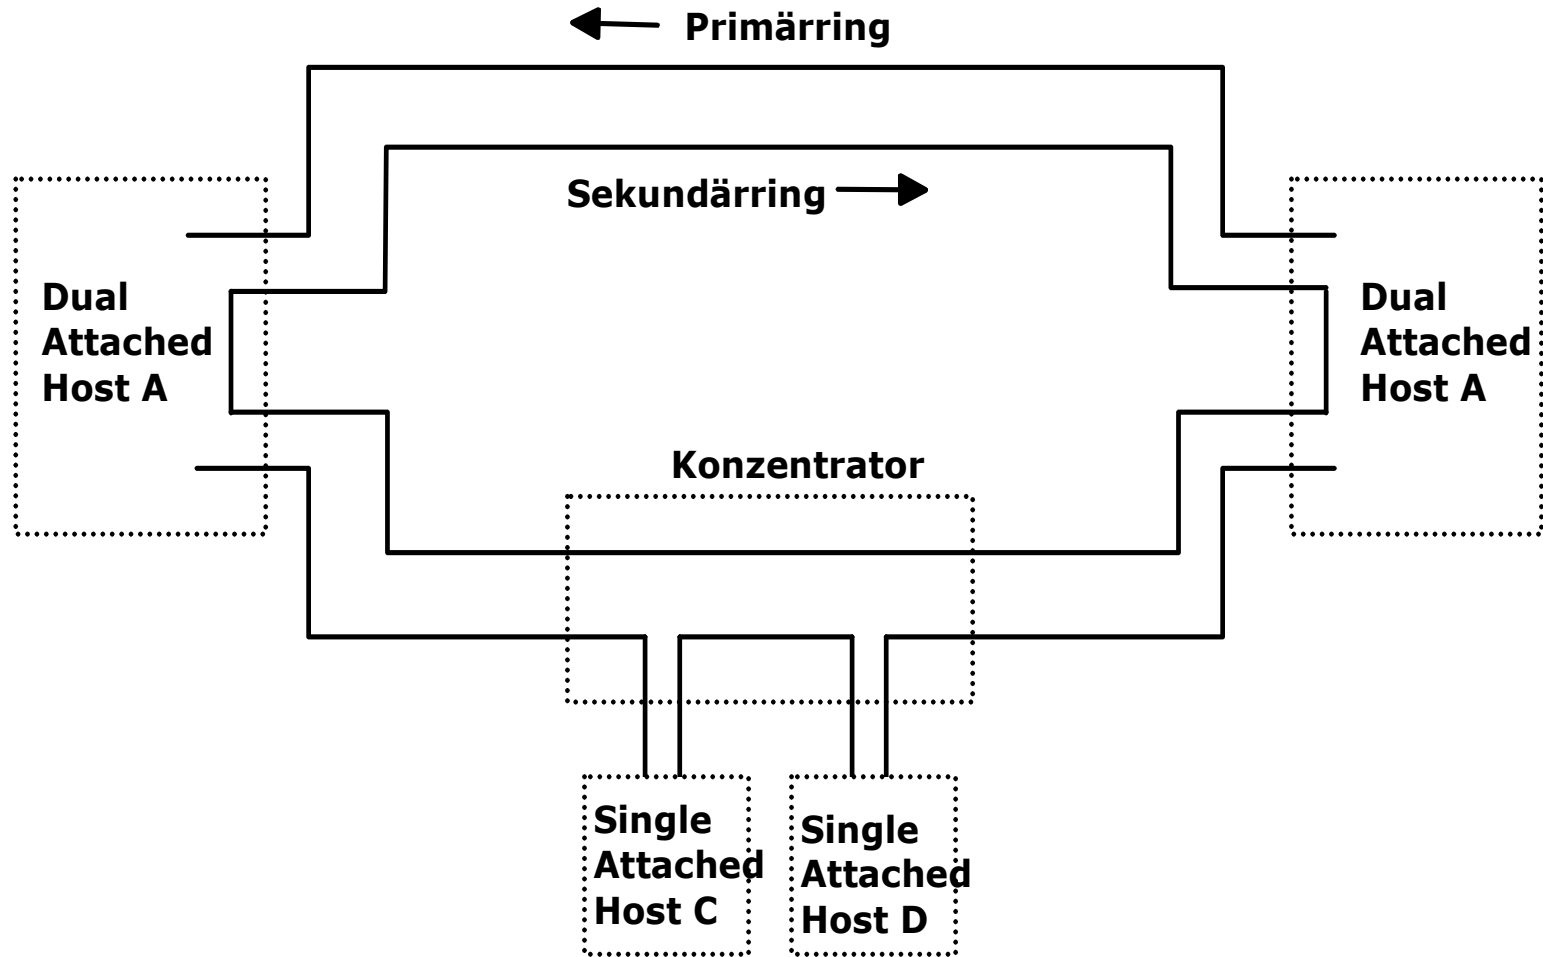 Primärring
Sekundärring
Dual
Attached
Host A
Dual
Attached
Host A
Konzentrator
Single
Attached
Host C
Single
Attached
Host D